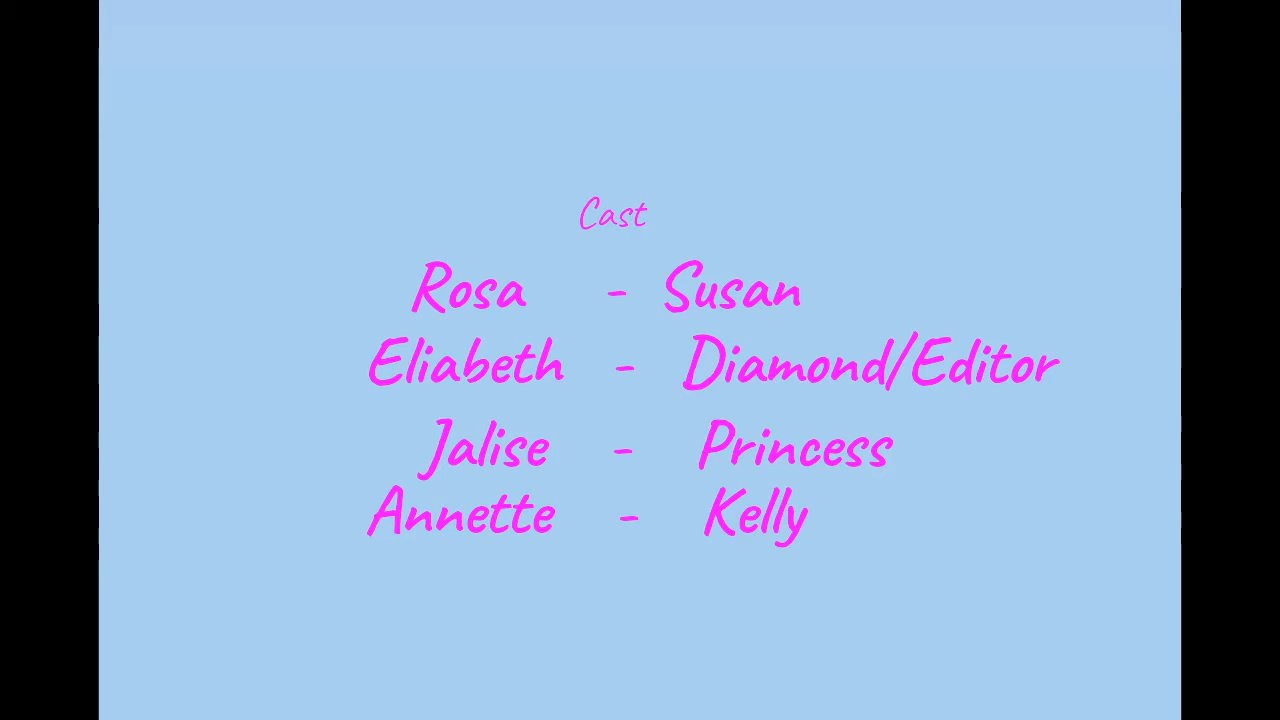 Cast
Rosa - Susan
Eliabeth - Diamond/Editor
Jalise - Princess
Annette - Kelly